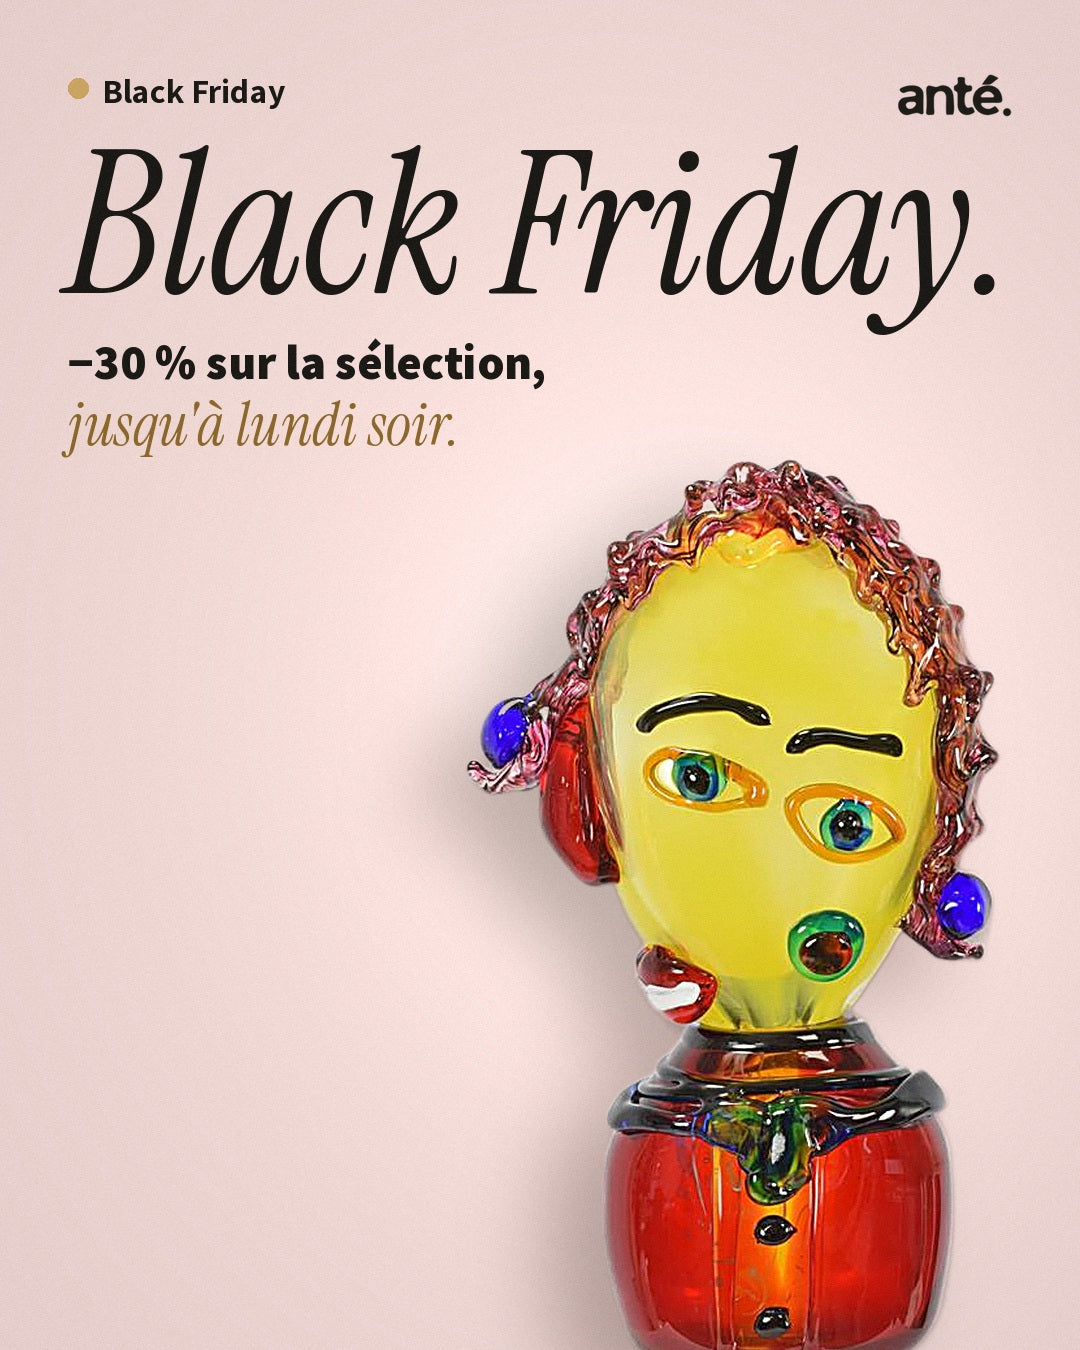 Black Friday
anté.
Black Friday.
−30 % sur la sélection,
jusqu'à lundi soir.